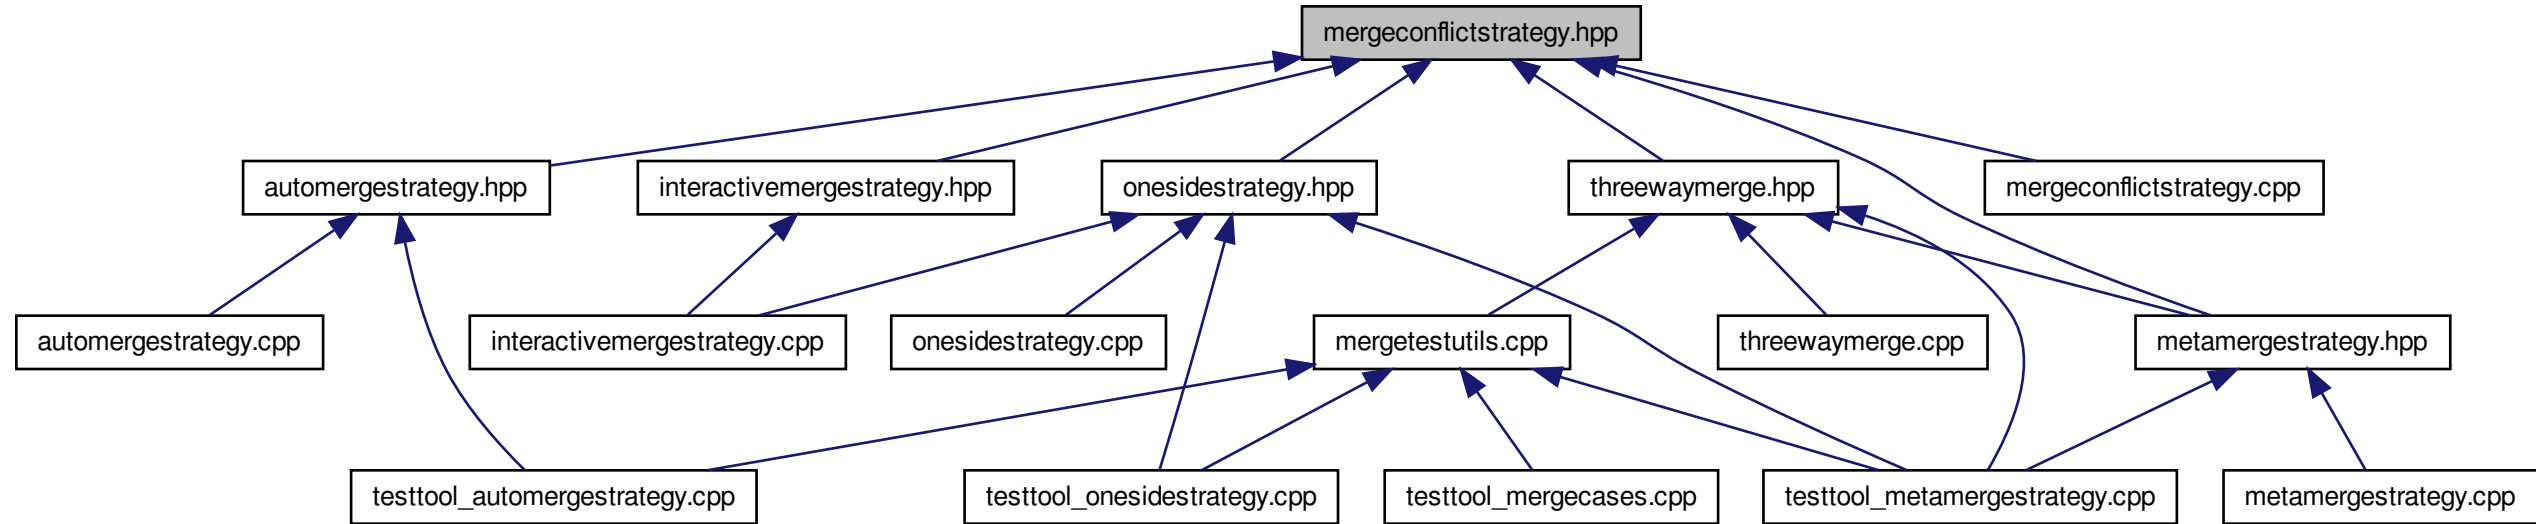 mergeconflictstrategy.hpp
automergestrategy.hpp
interactivemergestrategy.hpp
onesidestrategy.hpp
threewaymerge.hpp
mergeconflictstrategy.cpp
automergestrategy.cpp
interactivemergestrategy.cpp
onesidestrategy.cpp
mergetestutils.cpp
threewaymerge.cpp
metamergestrategy.hpp
testtool_automergestrategy.cpp
testtool_onesidestrategy.cpp
testtool_mergecases.cpp
testtool_metamergestrategy.cpp
metamergestrategy.cpp